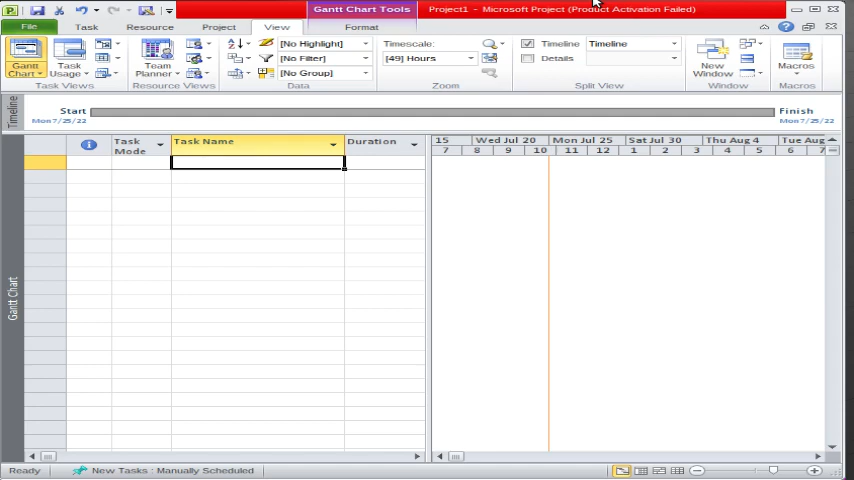 P
Gantt Chart Tools
Project1 - Microsoft Project (Product Activation Failed)
File
Task
Resource
Project
View
Format
Gantt Chart
Task Usage
Team Planner
[No Highlight]
[No Filter]
[No Group]
Timescale:
[49] Hours
Timeline
Timeline
Details
New Window
Macros
Task Views
Resource Views
Data
Zoom
Split View
Window
Macros
Timeline
Start
Mon 7/25/22
Finish
Mon 7/25/22
Task Mode
Task Name
Duration
15
Wed Jul 20
Mon Jul 25
Sat Jul 30
Thu Aug 4
Tue Aug
7 8 9 10 11 12 1 2 3 4 5 6 7
Gantt Chart
Ready
New Tasks : Manually Scheduled